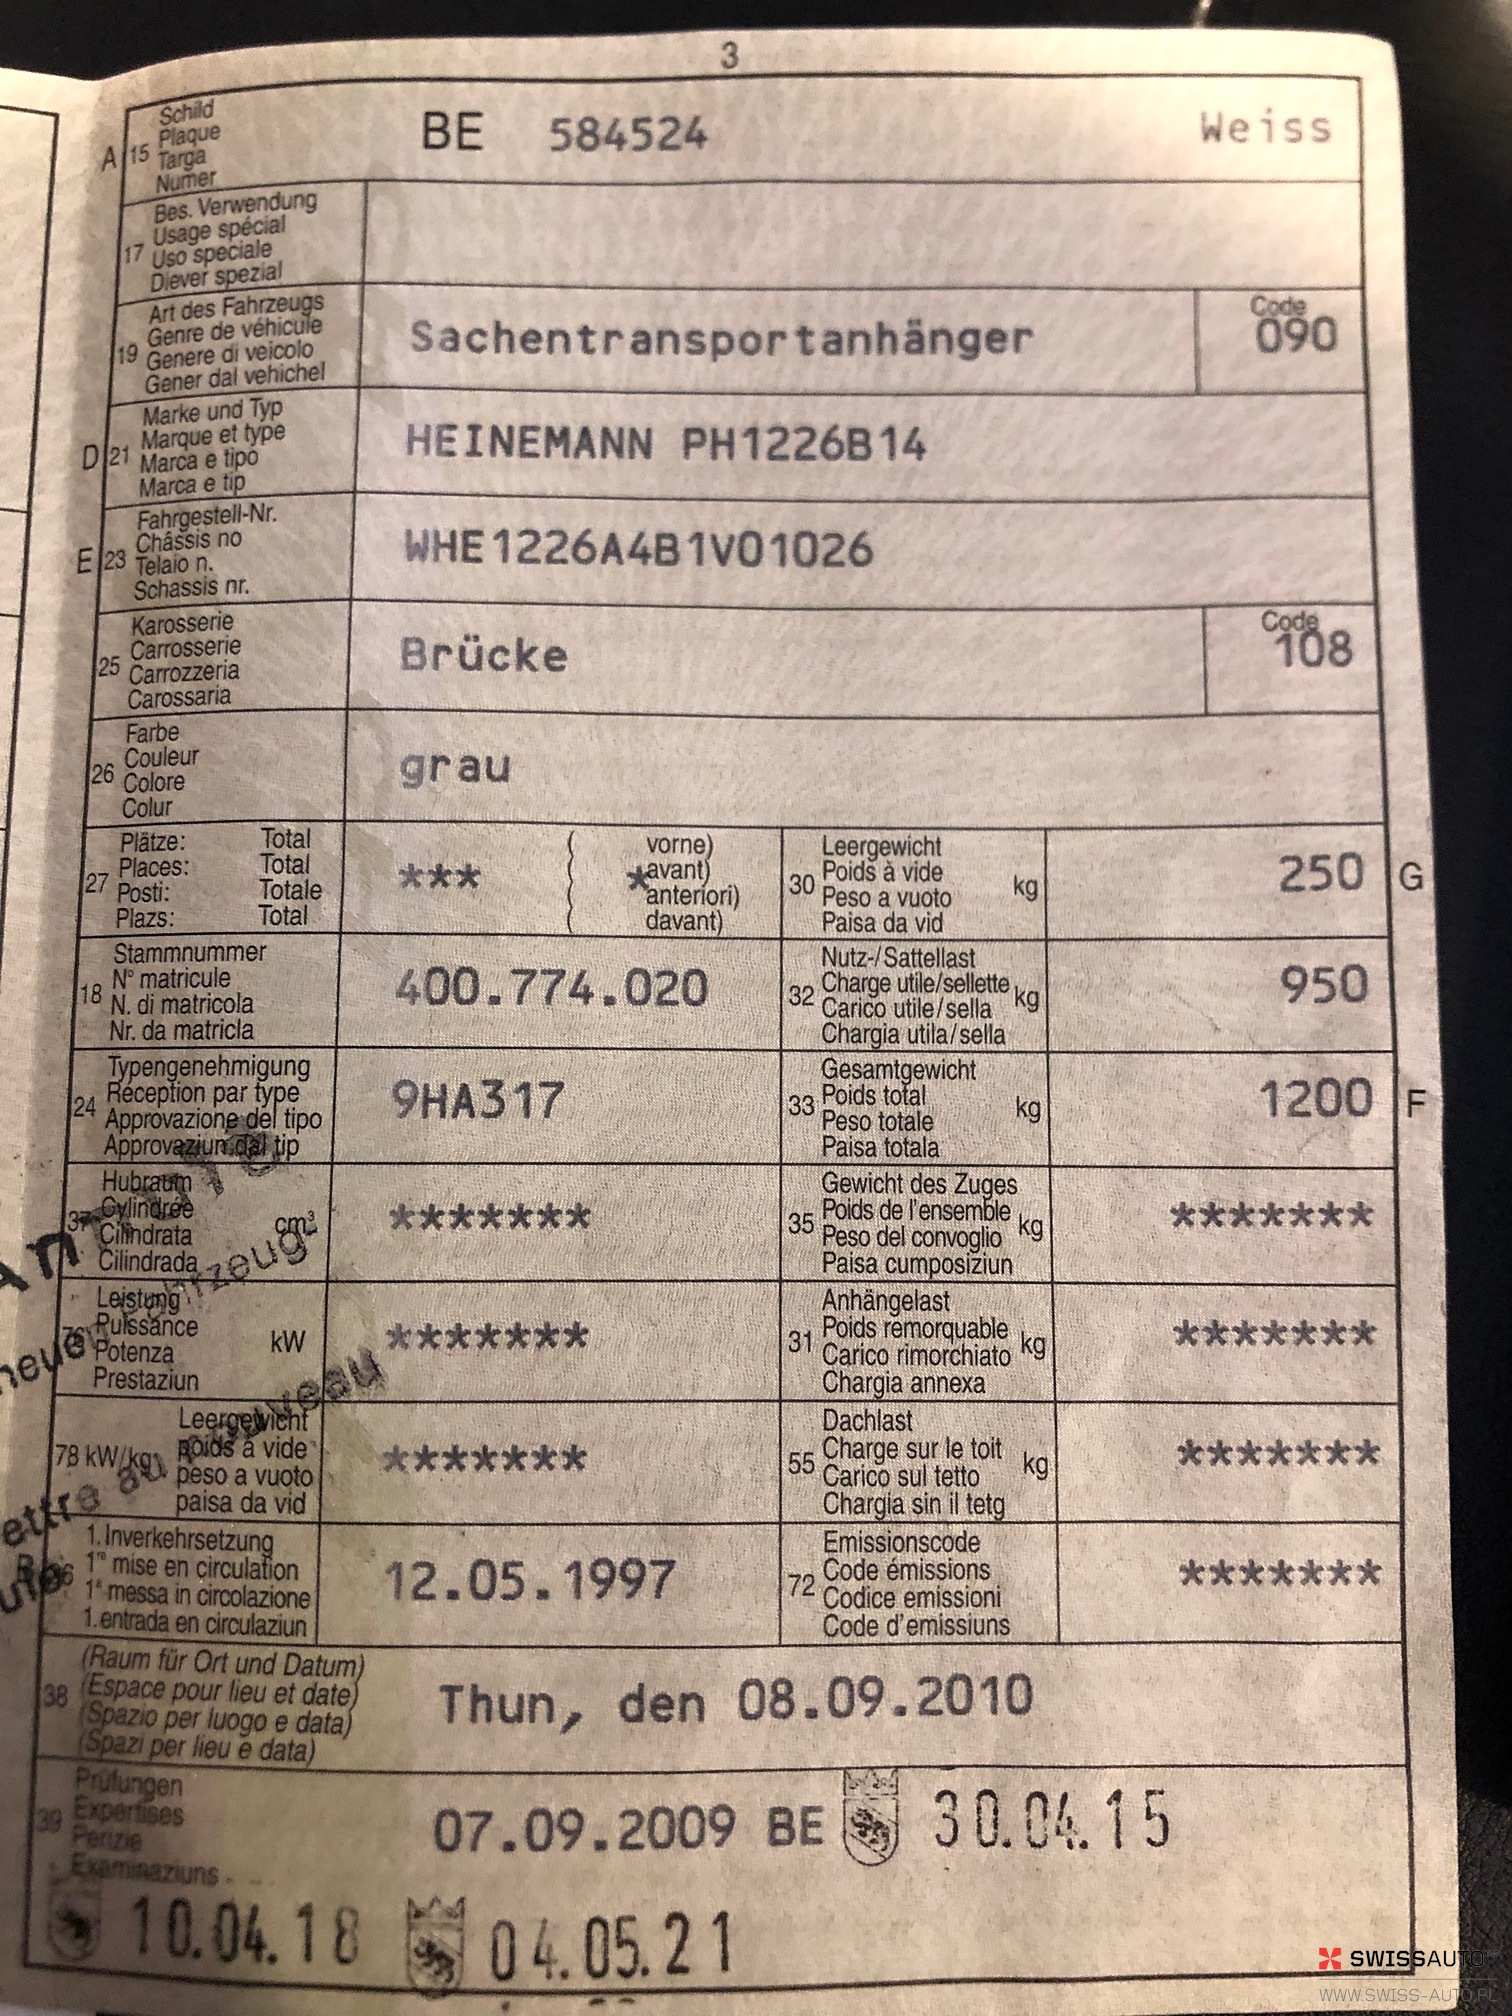 3
A 15 Schild
Plaque
Targa
Numer
BE 584524 Weiss
17 Bes. Verwendung
Usage spécial
Uso speciale
Diever spezial
19 Art des Fahrzeugs
Genre de véhicule
Genere di veicolo
Gener dal vehichel
Sachentransportanhänger
Code
090
D 21 Marke und Typ
Marque et type
Marca e tipo
Marca e tip
HEINEMANN PH1226B14
E 23 Fahrgestell-Nr.
Châssis no
Telaio n.
Schassis nr.
WHE1226A4B1V01026
25 Karosserie
Carrosserie
Carrozzeria
Carossaria
Brücke
Code
108
26 Farbe
Couleur
Colore
Colur
grau
27 Plätze: Total
Places: Total
Posti: Totale
Plazs: Total
*** ( vorne)
( *avant)
( anteriori)
( davant)
30 Leergewicht
Poids à vide kg
Peso a vuoto
Paisa da vid
250 G
18 Stammnummer
N° matricule
N. di matricola
Nr. da matricla
400.774.020
32 Nutz-/Sattellast
Charge utile/sellette kg
Carico utile/sella
Chargia utila/sella
950
24 Typengenehmigung
Réception par type
Approvazione del tipo
Approvaziun dal tip
9HA317
33 Gesamtgewicht
Poids total kg
Peso totale
Paisa totala
1200 F
37 Hubraum
Cylindrée
Cilindrata cm³
Cilindrada
*******
35 Gewicht des Zuges
Poids de l'ensemble kg
Peso del convoglio
Paisa cumposiziun
*******
76 Leistung
Puissance kW
Potenza
Prestaziun
*******
31 Anhängelast
Poids remorquable kg
Carico rimorchiato
Chargia annexa
*******
78 kW/kg Leergewicht
poids à vide
peso a vuoto
paisa da vid
*******
55 Dachlast
Charge sur le toit kg
Carico sul tetto
Chargia sin il tetg
*******
B 36 1. Inverkehrsetzung
1re mise en circulation
1a messa in circolazione
1. entrada en circulaziun
12.05.1997
72 Emissionscode
Code émissions
Codice emissioni
Code d'emissiuns
*******
38 (Raum für Ort und Datum)
(Espace pour lieu et date)
(Spazio per luogo e data)
(Spazi per lieu e data)
Thun, den 08.09.2010
39 Prüfungen
Expertises
Perizie
Examinaziuns
07.09.2009 BE 30.04.15
10.04.18 04.05.21
SWISSAUTO
WWW.SWISS-AUTO.PL